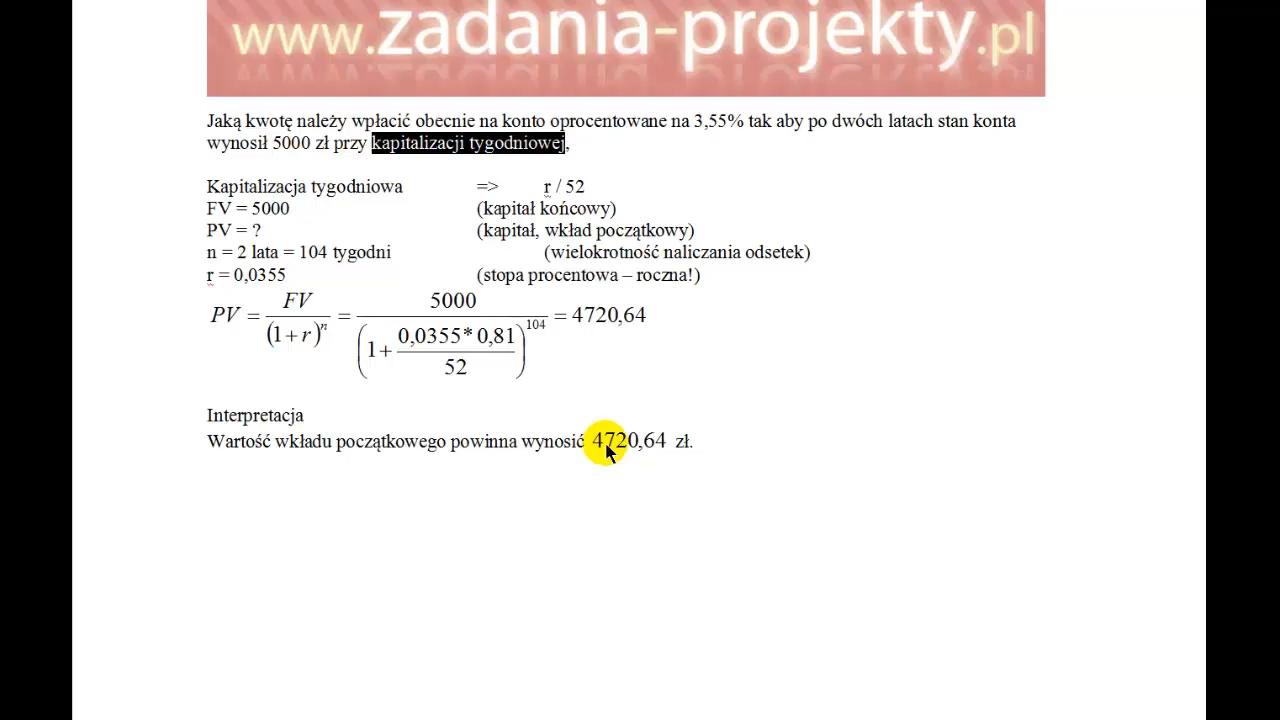 www.zadania-projekty.pl
Jaką kwotę należy wpłacić obecnie na konto oprocentowane na 3,55% tak aby po dwóch latach stan konta
wynosił 5000 zł przy kapitalizacji tygodniowej,
Kapitalizacja tygodniowa => r / 52
FV = 5000 (kapitał końcowy)
PV = ? (kapitał, wkład początkowy)
n = 2 lata = 104 tygodni (wielokrotność naliczania odsetek)
r = 0,0355 (stopa procentowa – roczna!)
PV = FV / (1 + r)^n = 5000 / (1 + 0,0355 * 0,81 / 52)^104 = 4720,64
Interpretacja
Wartość wkładu początkowego powinna wynosić 4720,64 zł.